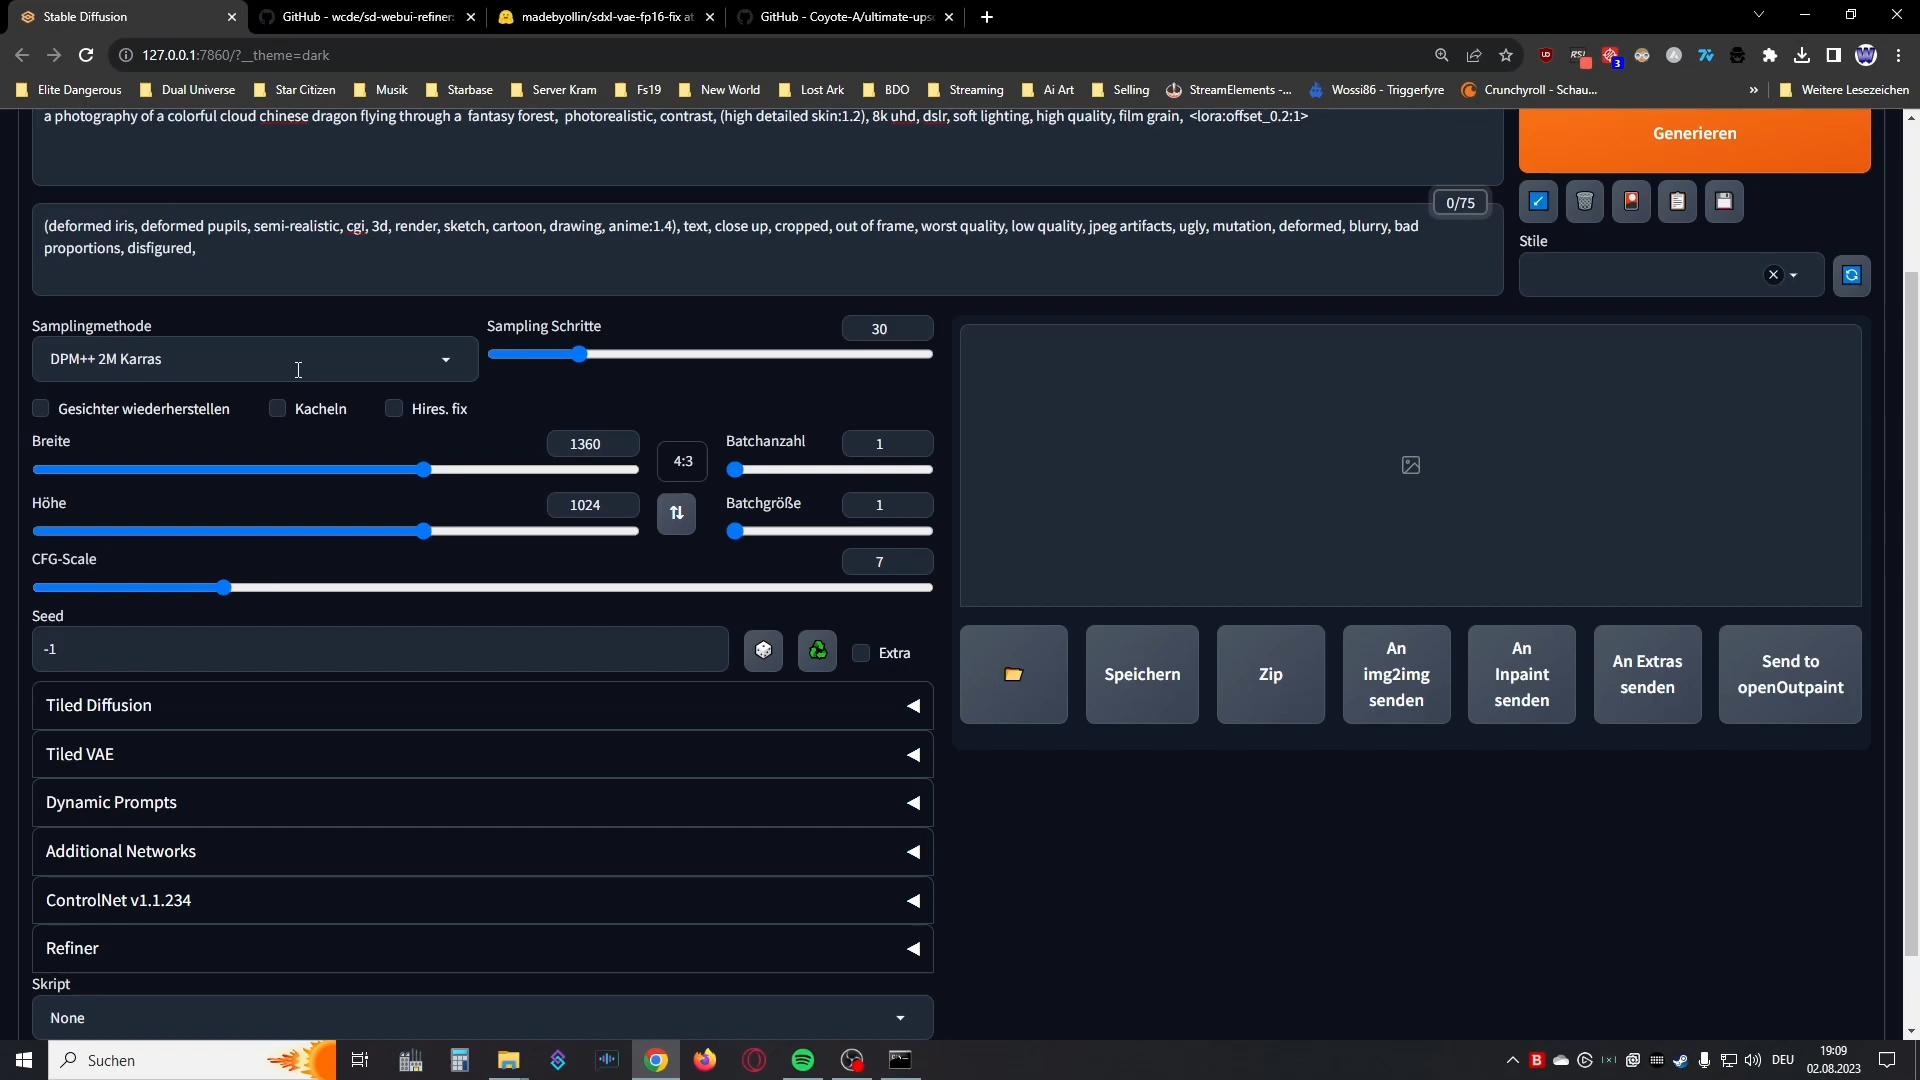 Stable Diffusion
GitHub - wcde/sd-webui-refiner:
madebyollin/sdxl-vae-fp16-fix at
GitHub - Coyote-A/ultimate-upsc
127.0.0.1:7860/?__theme=dark
3
Elite Dangerous
Dual Universe
Star Citizen
Musik
Starbase
Server Kram
Fs19
New World
Lost Ark
BDO
Streaming
Ai Art
Selling
StreamElements -...
Wossi86 - Triggerfyre
Crunchyroll - Schau...
»
Weitere Lesezeichen
a photography of a colorful cloud chinese dragon flying through a fantasy forest, photorealistic, contrast, (high detailed skin:1.2), 8k uhd, dslr, soft lighting, high quality, film grain, <lora:offset_0.2:1>
Generieren
0/75
(deformed iris, deformed pupils, semi-realistic, cgi, 3d, render, sketch, cartoon, drawing, anime:1.4), text, close up, cropped, out of frame, worst quality, low quality, jpeg artifacts, ugly, mutation, deformed, blurry, bad
proportions, disfigured,
Stile
Samplingmethode
DPM++ 2M Karras
Sampling Schritte
30
Gesichter wiederherstellen
Kacheln
Hires. fix
Breite
1360
4:3
Batchanzahl
1
Höhe
1024
Batchgröße
1
CFG-Scale
7
Seed
-1
Extra
Speichern
Zip
An
img2img
senden
An
Inpaint
senden
An Extras
senden
Send to
openOutpaint
Tiled Diffusion
Tiled VAE
Dynamic Prompts
Additional Networks
ControlNet v1.1.234
Refiner
Skript
None
Suchen
DEU
19:09
02.08.2023